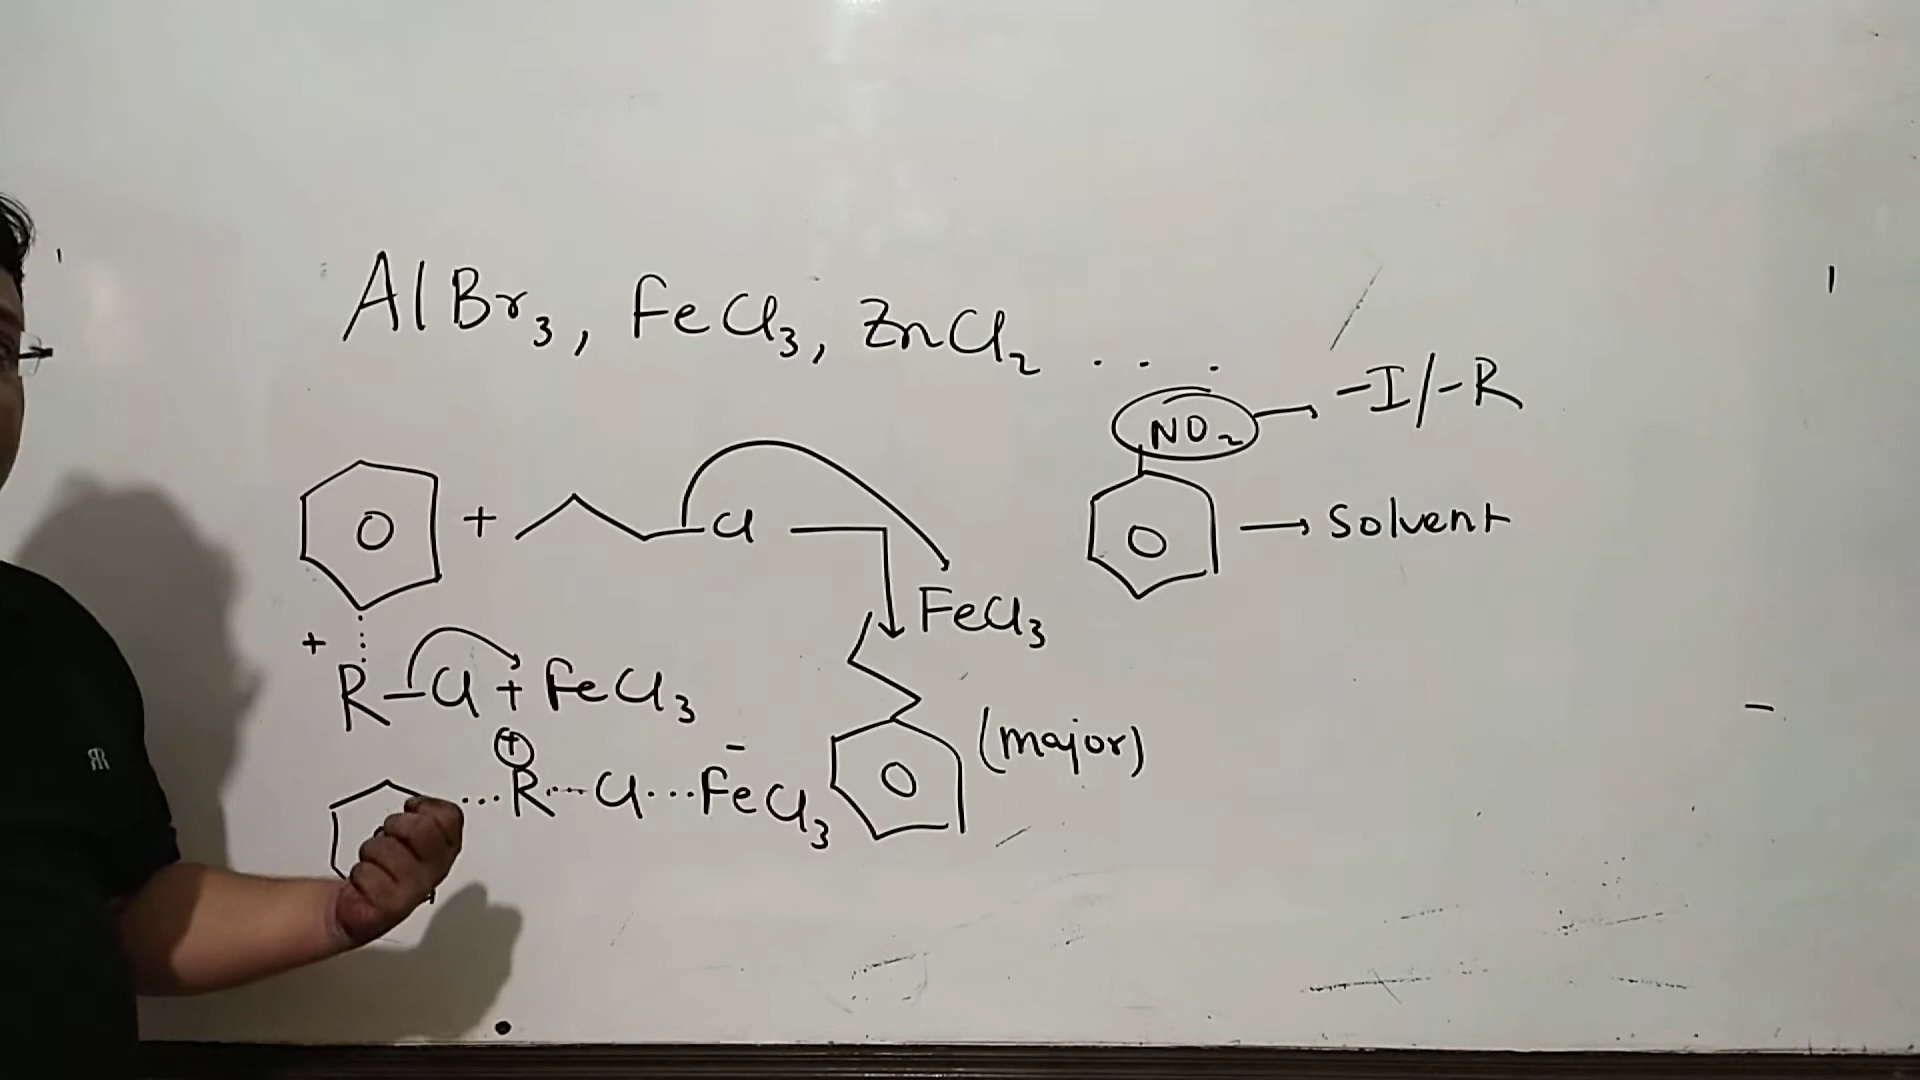 AlBr₃, FeCl₃, ZnCl₂ ...
NO₂ → -I/-R
+ Cl
→ Solvent
FeCl₃
+
R-Cl + FeCl₃
(major)
⊕ -
...R...Cl...FeCl₃